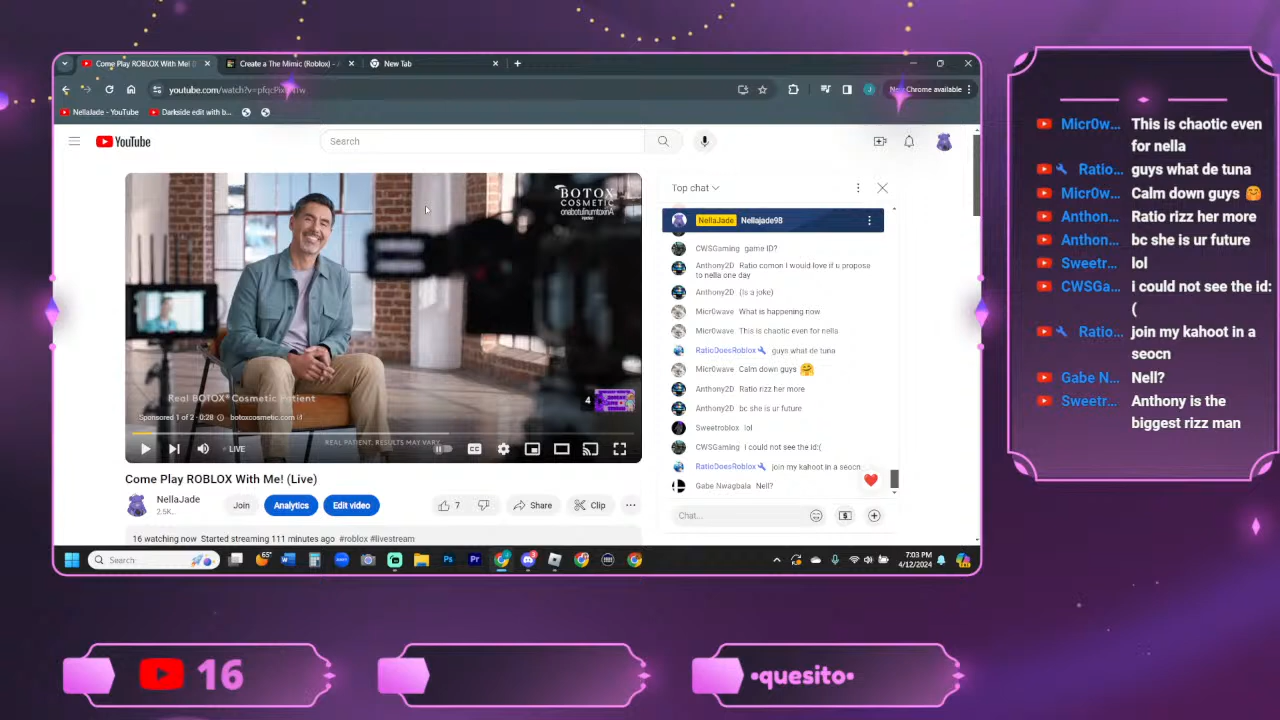 Come Play ROBLOX With Me! (
Create a The Mimic (Roblox) -
New Tab
New Chrome available
NellaJade - YouTube
Darkside edit with b...
YouTube
Search
BOTOX
COSMETIC
onabotulinumtoxinA
Real BOTOX® Cosmetic Patient
4
Sponsored 1 of 2 · 0:28
botoxcosmetic.com
REAL PATIENT, RESULTS MAY VARY.
LIVE
Come Play ROBLOX With Me! (Live)
NellaJade
2.5K..
Join
Analytics
Edit video
7
Share
Clip
16 watching now Started streaming 111 minutes ago #roblox #livestream
Top chat
NellaJade Nellajade98
CWSGaming game ID?
Anthony2D Ratio comon I would love if u propose
to nella one day
Anthony2D (Is a joke)
Micr0wave What is happening now
Micr0wave This is chaotic even for nella
RatioDoesRoblox guys what de tuna
Micr0wave Calm down guys 🤗
Anthony2D Ratio rizz her more
Anthony2D bc she is ur future
Sweetroblox lol
CWSGaming i could not see the id:(
RatioDoesRoblox join my kahoot in a seocn
Gabe Nwagbaia Nell?
Chat...
Search
65°
7:03 PM
4/12/2024
Micr0w... This is chaotic even
for nella
Ratio... guys what de tuna
Micr0w... Calm down guys 🤗
Anthon... Ratio rizz her more
Anthon... bc she is ur future
Sweetr... lol
CWSGa... i could not see the id:
(
Ratio... join my kahoot in a
seocn
Gabe N... Nell?
Sweetr... Anthony is the
biggest rizz man
16
•quesito•